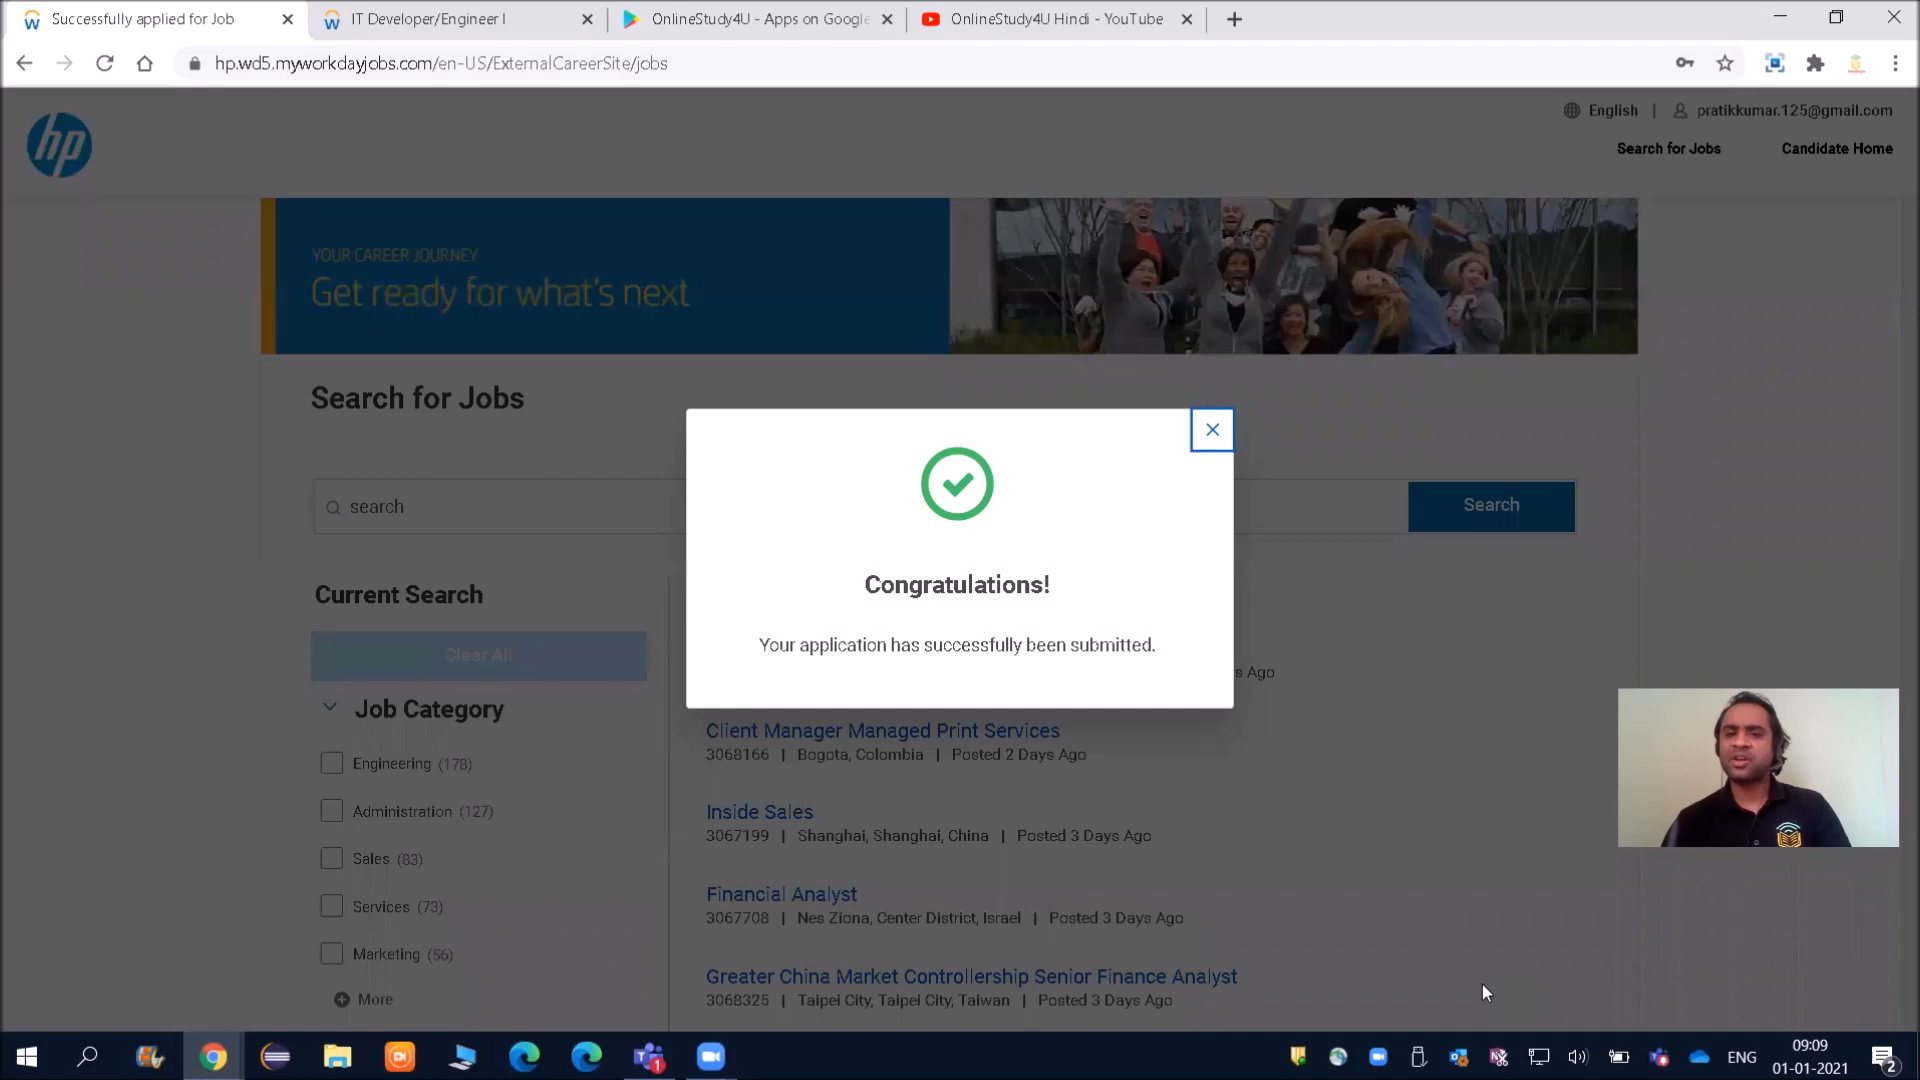 Successfully applied for Job
IT Developer/Engineer I
OnlineStudy4U - Apps on Google
OnlineStudy4U Hindi - YouTube
hp.wd5.myworkdayjobs.com/en-US/ExternalCareerSite/jobs
English | pratikkumar.125@gmail.com
hp
Search for Jobs Candidate Home
YOUR CAREER JOURNEY
Get ready for what's next
Search for Jobs
search
Search
Congratulations!
Your application has successfully been submitted.
Current Search
Clear All
s Ago
Job Category
Engineering (178)
Administration (127)
Sales (83)
Services (73)
Marketing (56)
More
Client Manager Managed Print Services
3068166 | Bogota, Colombia | Posted 2 Days Ago
Inside Sales
3067199 | Shanghai, Shanghai, China | Posted 3 Days Ago
Financial Analyst
3067708 | Nes Ziona, Center District, Israel | Posted 3 Days Ago
Greater China Market Controllership Senior Finance Analyst
3068325 | Taipei City, Taipei City, Taiwan | Posted 3 Days Ago
1
ENG
09:09
01-01-2021
2